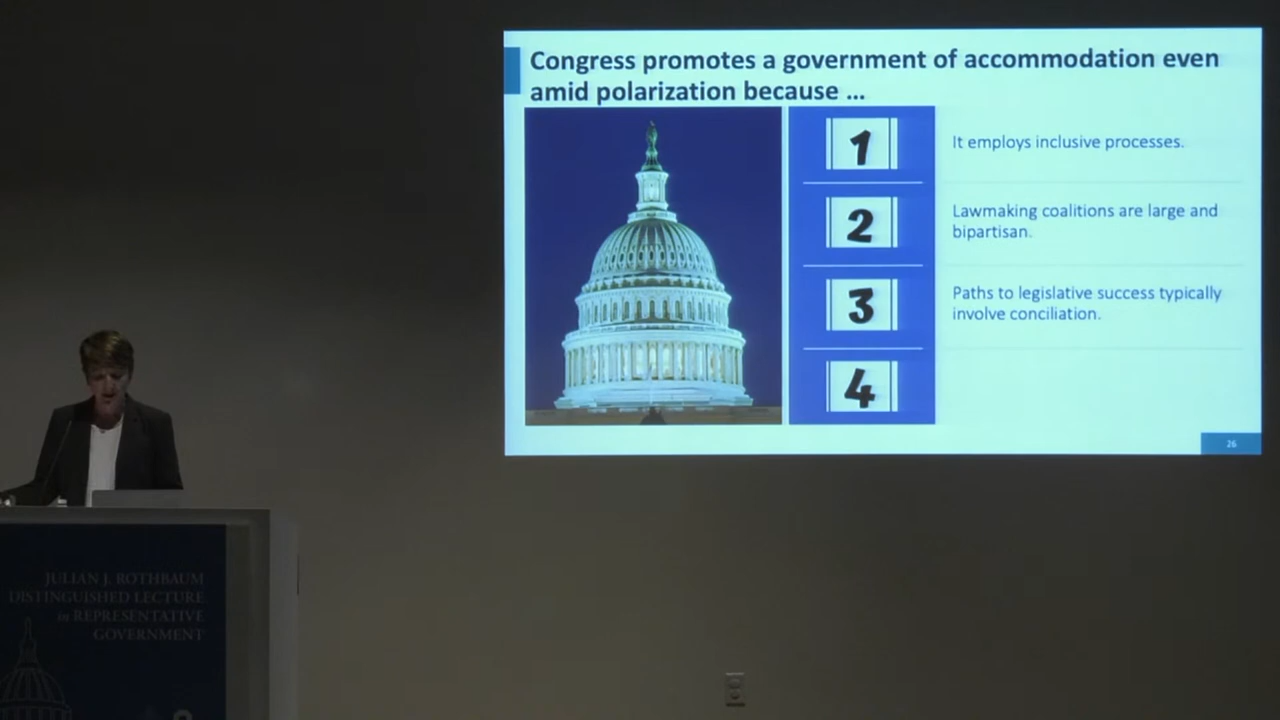 Congress promotes a government of accommodation even
amid polarization because ...
1
It employs inclusive processes.
2
Lawmaking coalitions are large and
bipartisan.
3
Paths to legislative success typically
involve conciliation.
4
26
JULIAN J. ROTHBAUM
DISTINGUISHED LECTURE
in REPRESENTATIVE
GOVERNMENT